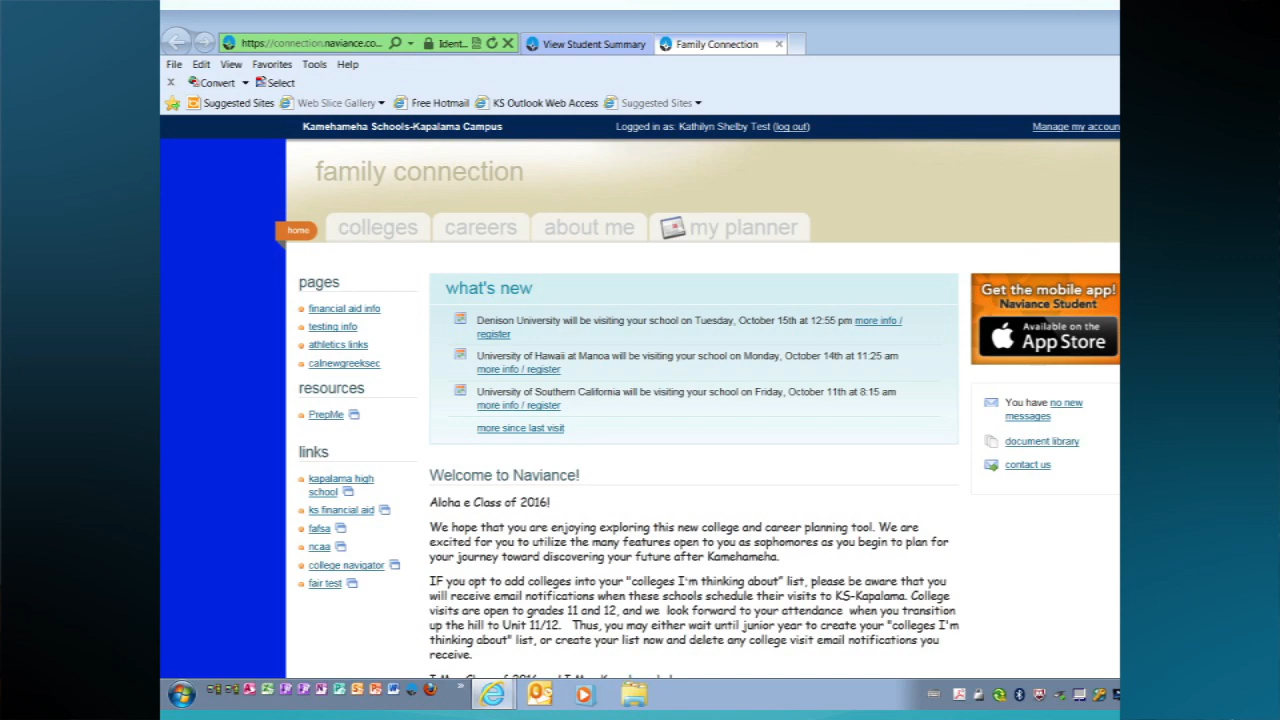 https://connection.naviance.co...
Ident...
View Student Summary
Family Connection
File Edit View Favorites Tools Help
Convert Select
Suggested Sites Web Slice Gallery Free Hotmail KS Outlook Web Access Suggested Sites
Kamehameha Schools-Kapalama Campus
Logged in as: Kathilyn Shelby Test (log out)
Manage my accoun
family connection
home
colleges
careers
about me
my planner
pages
financial aid info
testing info
athletics links
calnewgreeksec
resources
PrepMe
links
kapalama high
school
ks financial aid
fafsa
ncaa
college navigator
fair test
what's new
Denison University will be visiting your school on Tuesday, October 15th at 12:55 pm more info /
register
University of Hawaii at Manoa will be visiting your school on Monday, October 14th at 11:25 am
more info / register
University of Southern California will be visiting your school on Friday, October 11th at 8:15 am
more info / register
more since last visit
Welcome to Naviance!
Aloha e Class of 2016!
We hope that you are enjoying exploring this new college and career planning tool. We are
excited for you to utilize the many features open to you as sophomores as you begin to plan for
your journey toward discovering your future after Kamehameha.
IF you opt to add colleges into your "colleges I'm thinking about" list, please be aware that you
will receive email notifications when these schools schedule their visits to KS-Kapalama. College
visits are open to grades 11 and 12, and we look forward to your attendance when you transition
up the hill to Unit 11/12. Thus, you may either wait until junior year to create your "colleges I'm
thinking about" list, or create your list now and delete any college visit email notifications you
receive.
Get the mobile app!
Naviance Student
Available on the
App Store
You have no new
messages
document library
contact us